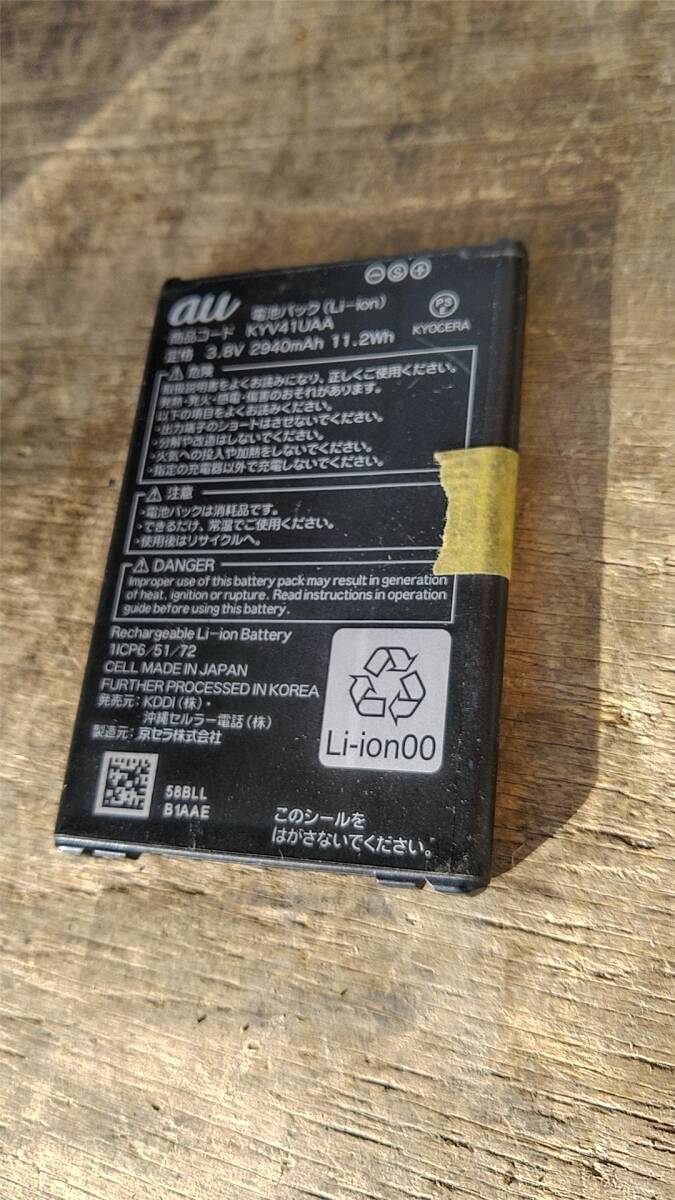 au 電池パック(Li-ion)
商品コード KYV41UAA
定格 3.8V 2940mAh 11.2Wh
PS E
KYOCERA
危険
取扱説明書をよくお読みになり、正しくご使用ください。
発熱・発火・感電・傷害のおそれがあります。
以下の項目をよくお読みください。
・出力端子のショートはさせないでください。
・分解や改造はしないでください。
・火気への投入や加熱をしないでください。
・指定の充電器以外で充電しないでください。
注意
・電池パックは消耗品です。
・できるだけ、常温でご使用ください。
・使用後はリサイクルへ。
DANGER
Improper use of this battery pack may result in generation
of heat, ignition or rupture. Read instructions in operation
guide before using this battery.
Rechargeable Li-ion Battery
1ICP6/51/72
CELL MADE IN JAPAN
FURTHER PROCESSED IN KOREA
発売元:KDDI(株)・
沖縄セルラー電話(株)
製造元:京セラ株式会社
Li-ion00
58BLL
B1AAE
このシールを
はがさないでください。